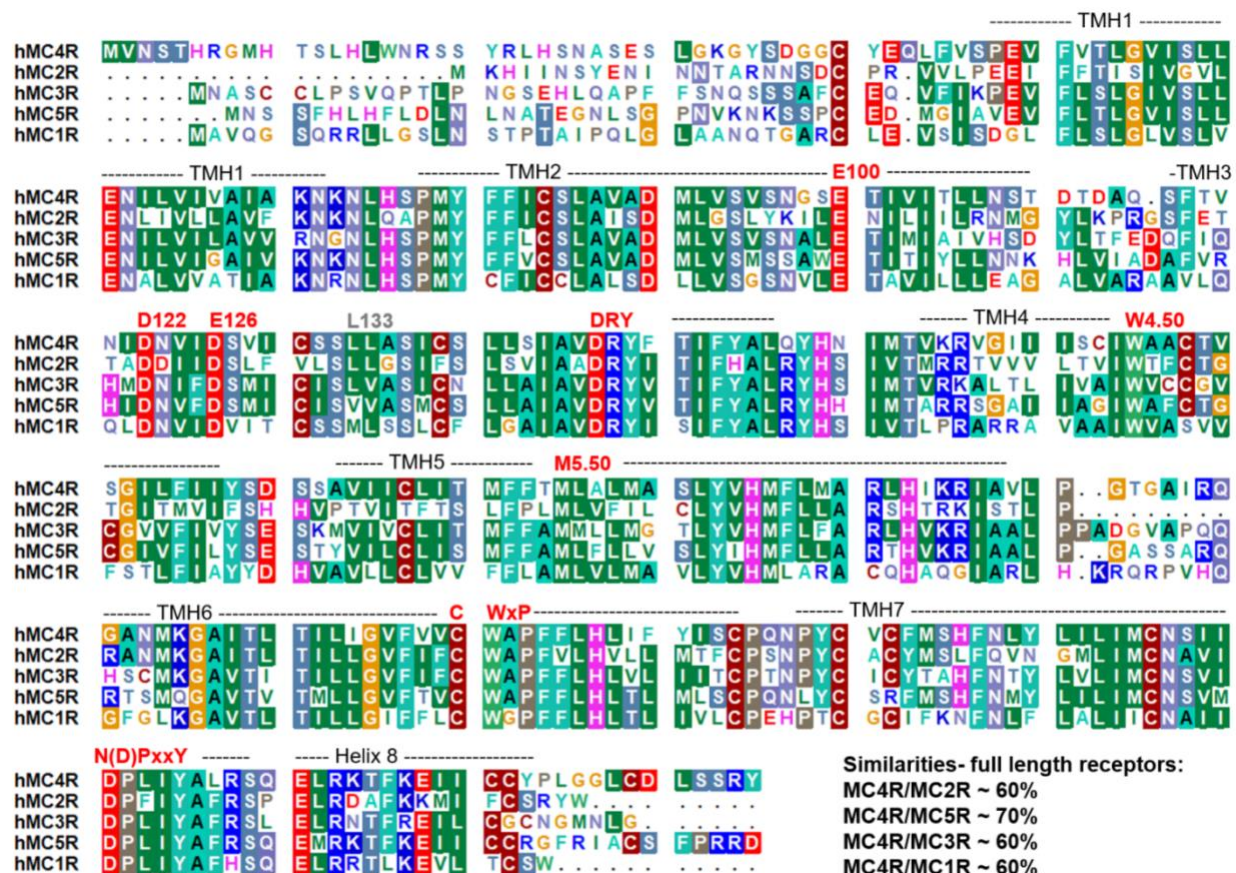 ------------ TMH1 ------------
hMC4R MVNSTHRGMH TSLHLWNRSS YRLHSNASES LGKGYSDGGC YEQLFVSPEV FVTLGVISLL
hMC2R .......... .........M KHIINSYENI NNTARNNSDC PR.VVLPEEI FFTISIVGVL
hMC3R .....MNASC CLPSVQPTLP NGSEHLQAPF FSNQSSSAFC EQ.VFIKPEV FLSLGIVSLL
hMC5R .......MNS SFHLHFLDLN LNATEGNLSG PNVKNKSSPC ED.MGIAVEV FLTLGVISLL
hMC1R .....MAVQG SQRRLLGSLN STPTAIPQLG LAANQTGARC LE.VSISDGL FLSLGLVSLV
------------ TMH1 ----------- ------------ TMH2 ------------------------------------ E100 -------------------- -TMH3
hMC4R ENILVIVAIA KNKNLHSPMY FFICSLAVAD MLVSVSNGSE TIVITLLNST DTDAQ.SFTV
hMC2R ENLIVLLAVF KNKNLQAPMY FFICSLAISD MLGSLYKILE NILIILRNMG YLKPRGSFET
hMC3R ENILVILAVV RNGNLHSPMY FFLCSLAVAD MLVSVSNALE TIMIAIVHSD YLTFEDQFIQ
hMC5R ENILVIGAIV KNKNLHSPMY FFVCSLAVAD MLVSMSSAWE TITIYLLNNK HLVIADAFVR
hMC1R ENALVVATIA KNRNLHSPMY CFICCLALSD LLVSGSNVLE TAVILLLEAG ALVARAAVLQ
D122 E126 L133 DRY --------------- ------- TMH4 ----------- W4.50
hMC4R NIDNVIDSVI CSSLLASICS LLSIAVDRYF TIFYALQYHN IMTVKRVGII ISCIWAACTV
hMC2R TADDIIDSLF VLSLLGSIFS LSVIAADRYI TIFHALRYHS IVTMRRTVVV LTVIWTFCTG
hMC3R HMDNIFDSMI CISLVASICN LLAIAVDRYV TIFYALRYHS IMTVRKALTL IVAIWVCCGV
hMC5R HIDNVFDSMI CISVVASMCS LLAIAVDRYV TIFYALRYHH IMTARRSGAI IAGIWAFCTG
hMC1R QLDNVIDVIT CSSMLSSLCF LGAIAVDRYI SIFYALRYHS IVTLPRARRA VAAIWVASVV
----------------- ------- TMH5 ------------ M5.50 --------------------------------------------------------
hMC4R SGILFIIYSD SSAVIICLIT MFFTMLALMA SLYVHMFLMA RLHIKRIAVL P..GTGAIRQ
hMC2R TGITMVIFSH HVPTVITFTS LFPLMLVFIL CLYVHMFLLA RSHTRKISTL P.........
hMC3R CGVVFIVYSE SKMVIVCLIT MFFAMMLLMG TLYVHMFLFA RLHVKRIAAL PPADGVAPQQ
hMC5R CGIVFILYSE STYVILCLIS MFFAMLFLLV SLYIHMFLLA RTHVKRIAAL P..GASSARQ
hMC1R FSTLFIAYYD HVAVLLCLVV FFLAMLVLMA VLYVHMLARA CQHAQGIARL H.KRQRPVHQ
------- TMH6 -------------------------------- C WxP------------------------------ ------- TMH7 ----------------------------------------------
hMC4R GANMKGAITL TILIGVFVVC WAPFFLHLIF YISCPQNPYC VCFMSHFNLY LILIMCNSII
hMC2R RANMKGAITL TILLGVFIFC WAPFVLHVLL MTFCPSNPYC ACYMSLFQVN GMLIMCNAVI
hMC3R HSCMKGAVTI TILLGVFIFC WAPFFLHLVL IITCPTNPYC ICYTAHFNTY LVLIMCNSVI
hMC5R RTSMQGAVTV TMLLGVFTVC WAPFFLHLTL MLSCPQNLYC SRFMSHFNMY LILIMCNSVM
hMC1R GFGLKGAVTL TILLGIFFLC WGPFFLHLTL IVLCPEHPTC GCIFKNFNLF LALIICNAII
N(D)PxxY ------- ----- Helix 8 -------------------
hMC4R DPLIYALRSQ ELRKTFKEII CCYPLGGLCD LSSRY
hMC2R DPFIYAFRSP ELRDAFKKMI FCSRYW.... .....
hMC3R DPLIYAFRSL ELRNTFREIL CGCNGMNLG. .....
hMC5R DPLIYAFRSQ EMRKTFKEII CCRGFRIACS FPRRD
hMC1R DPLIYAFHSQ ELRRTLKEVL TCSW...... .....
Similarities- full length receptors:
MC4R/MC2R ~ 60%
MC4R/MC5R ~ 70%
MC4R/MC3R ~ 60%
MC4R/MC1R ~ 60%